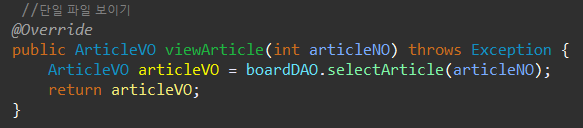 //단일 파일 보이기
@Override
public ArticleVO viewArticle(int articleNO) throws Exception {
ArticleVO articleVO = boardDAO.selectArticle(articleNO);
return articleVO;
}